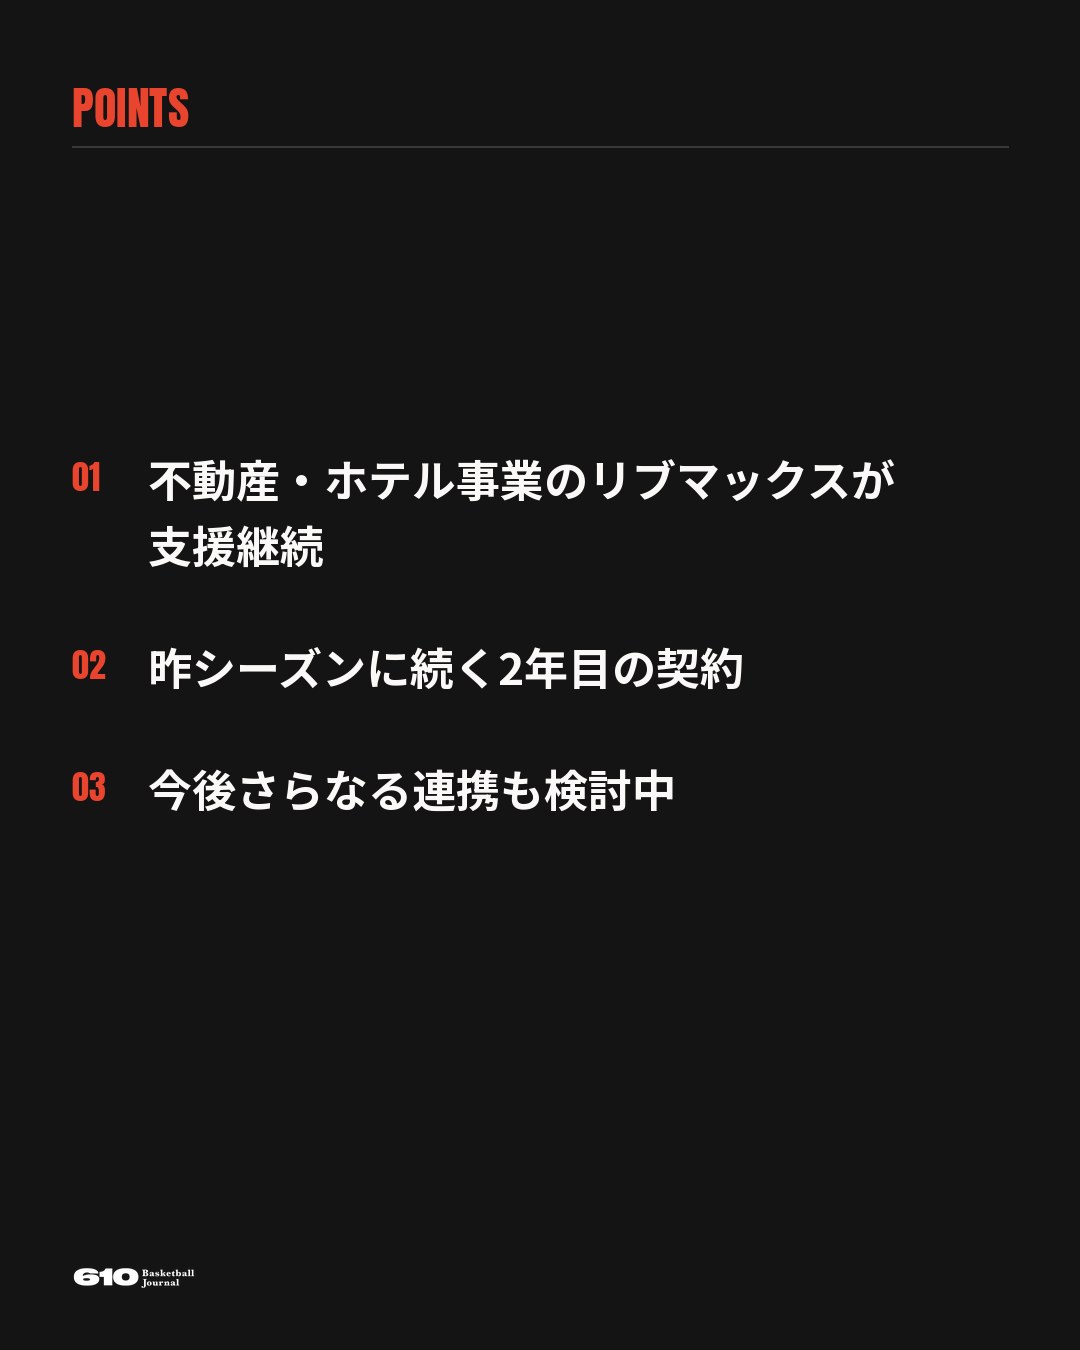 POINTS
01 不動産・ホテル事業のリブマックスが
支援継続
02 昨シーズンに続く2年目の契約
03 今後さらなる連携も検討中
610 Basketball
Journal